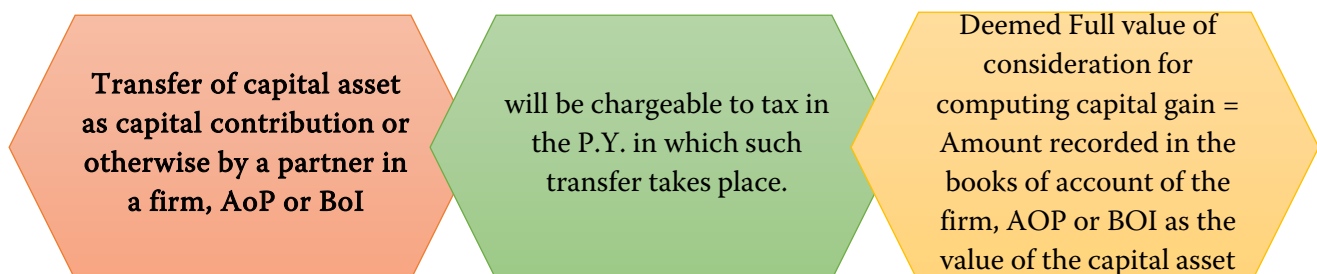 Transfer of capital asset
as capital contribution or
otherwise by a partner in
a firm, AoP or BoI
will be chargeable to tax in
the P.Y. in which such
transfer takes place.
Deemed Full value of
consideration for
computing capital gain =
Amount recorded in the
books of account of the
firm, AOP or BOI as the
value of the capital asset